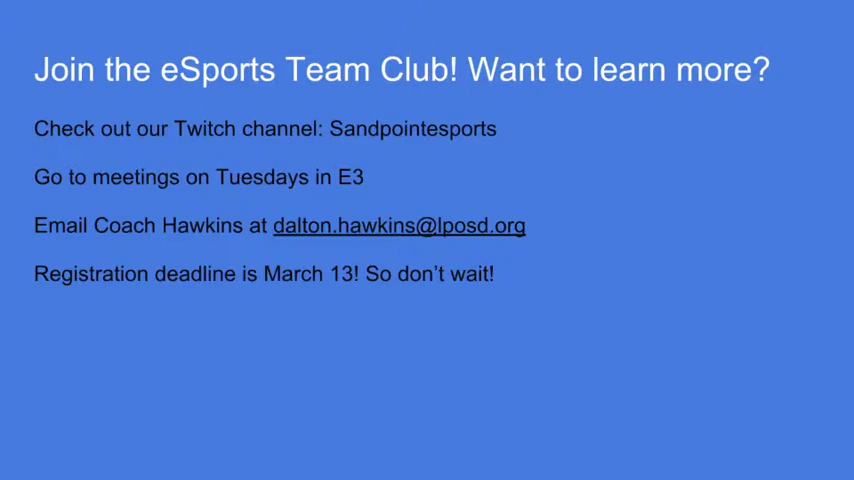 Join the eSports Team Club! Want to learn more?
Check out our Twitch channel: Sandpointesports
Go to meetings on Tuesdays in E3
Email Coach Hawkins at dalton.hawkins@lposd.org
Registration deadline is March 13! So don’t wait!